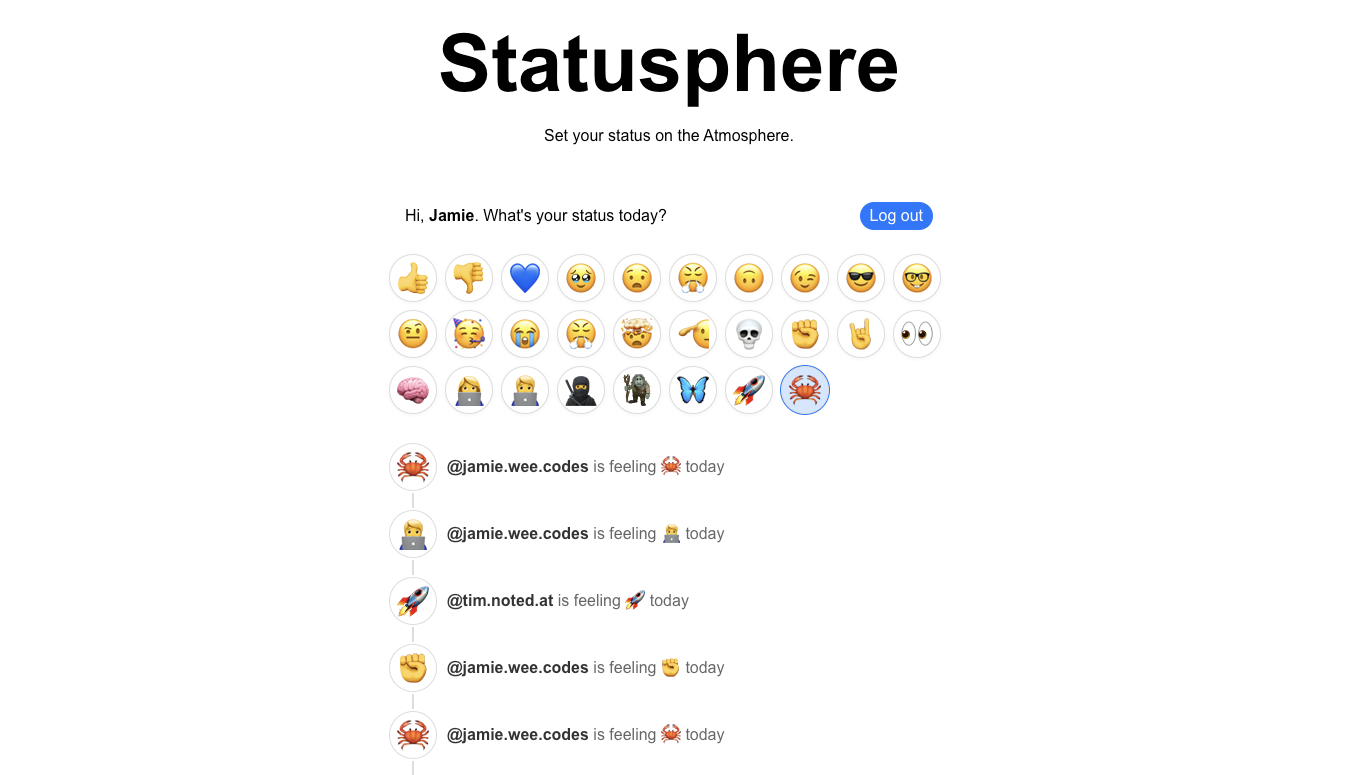 Statusphere
Set your status on the Atmosphere.
Hi, Jamie. What's your status today?
Log out
👍 👎 💙 🥹 😧 😤 🙃 😉 😎 🤓
🤨 🥳 😭 😤 🤯 🫡 💀 ✊ 🤘 👀
🧠 👩‍💻 🧑‍💻 🥷 🧌 🦋 🚀 🦀
🦀 @jamie.wee.codes is feeling 🦀 today
🧑‍💻 @jamie.wee.codes is feeling 🧑‍💻 today
🚀 @tim.noted.at is feeling 🚀 today
✊ @jamie.wee.codes is feeling ✊ today
🦀 @jamie.wee.codes is feeling 🦀 today